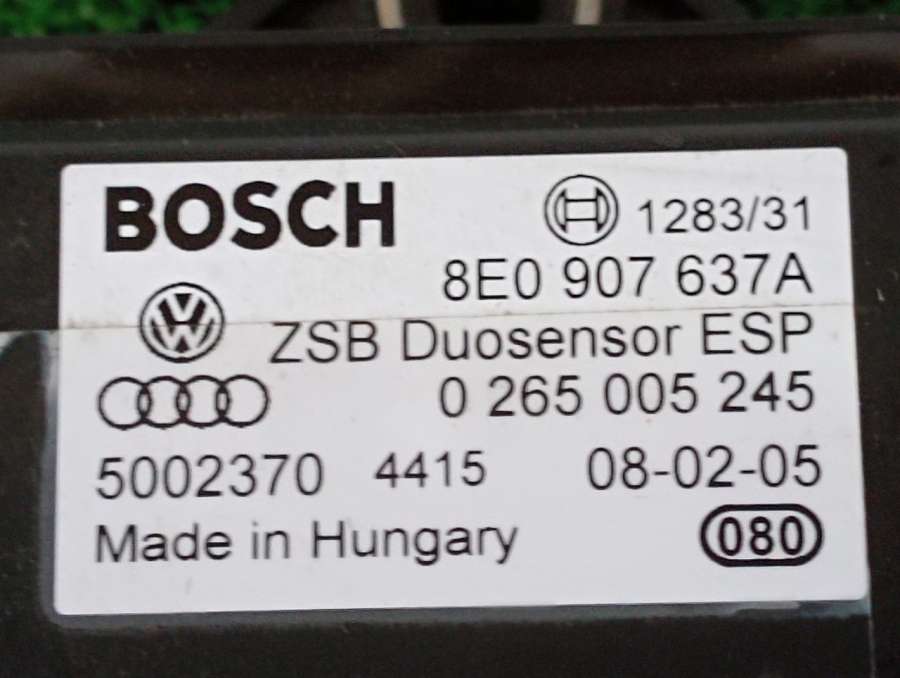 BOSCH 1283/31
8E0 907 637A
ZSB Duosensor ESP
0 265 005 245
5002370 4415 08-02-05
Made in Hungary 080